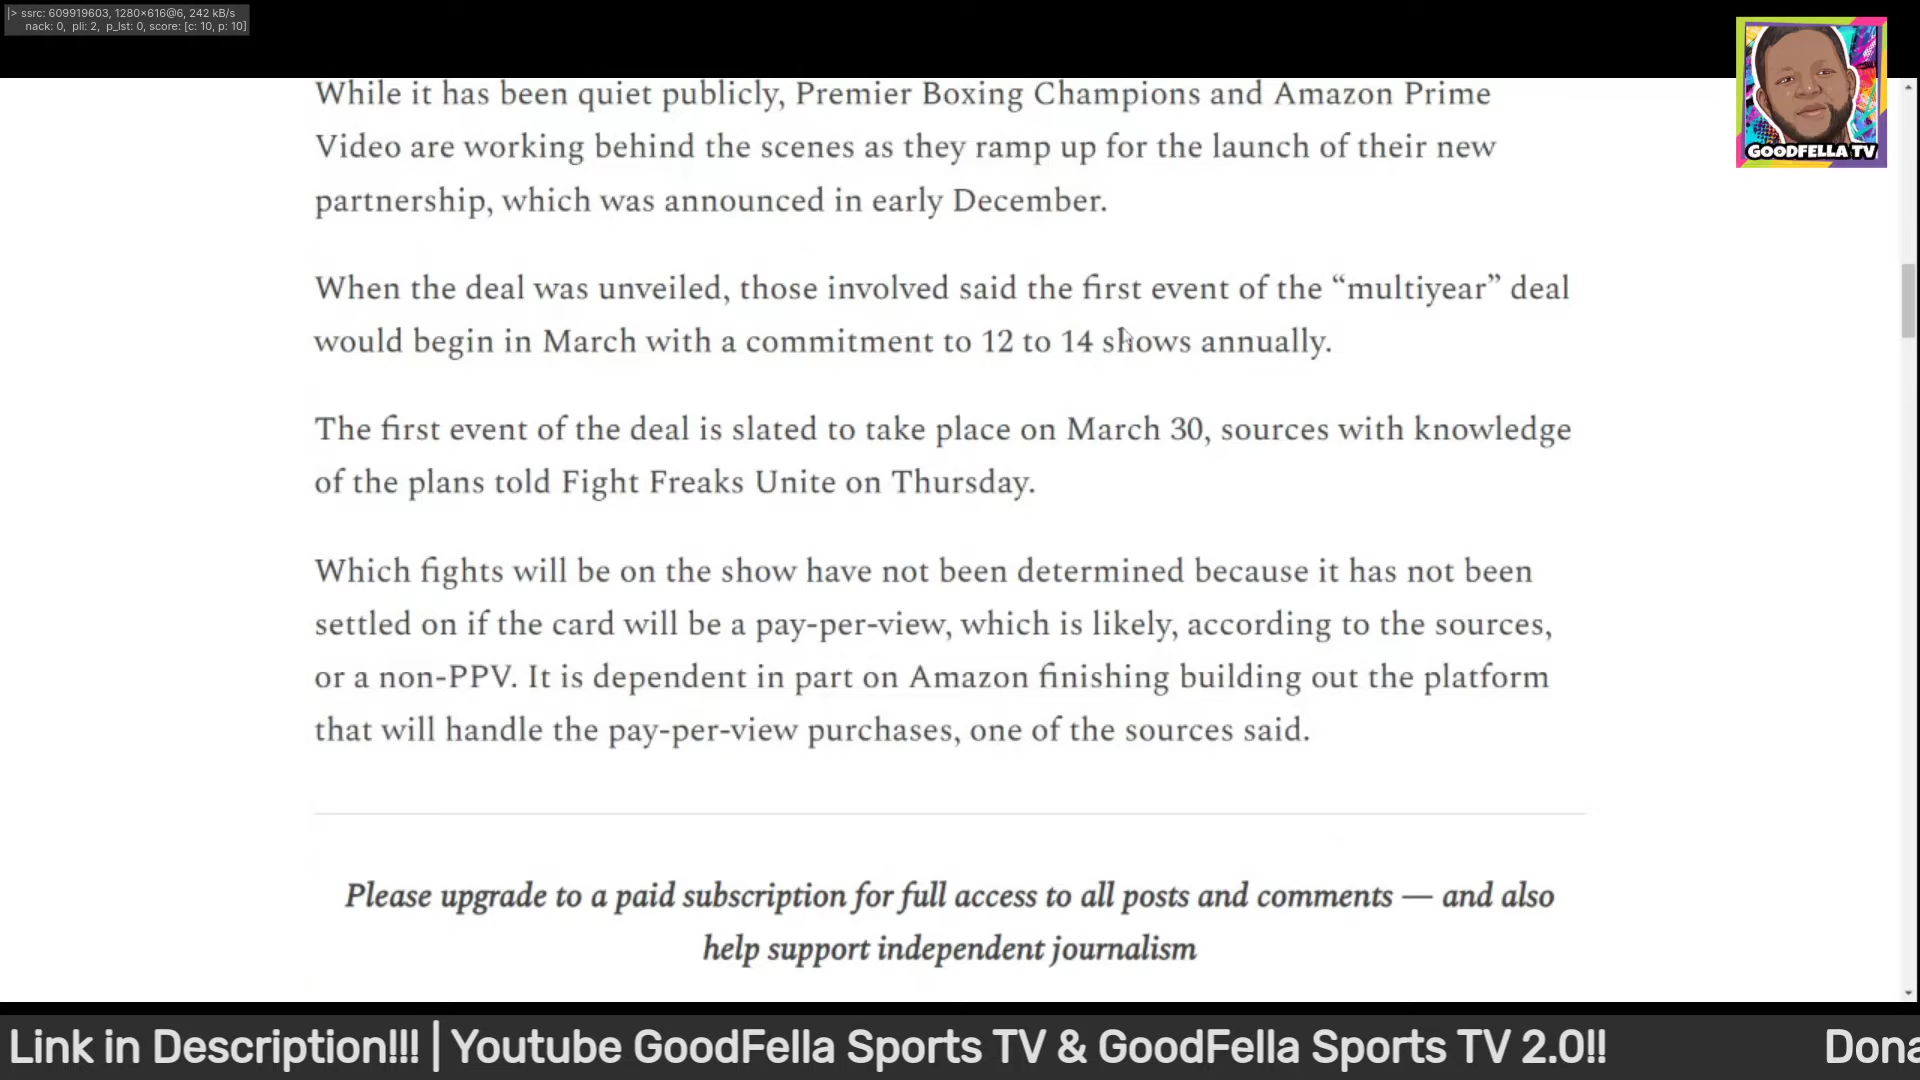 |> ssrc: 609919603, 1280×616@6, 242 kB/s
nack: 0, pli: 2, p_lst: 0, score: [c: 10, p: 10]
GOODFELLA TV
While it has been quiet publicly, Premier Boxing Champions and Amazon Prime
Video are working behind the scenes as they ramp up for the launch of their new
partnership, which was announced in early December.
When the deal was unveiled, those involved said the first event of the “multiyear” deal
would begin in March with a commitment to 12 to 14 shows annually.
The first event of the deal is slated to take place on March 30, sources with knowledge
of the plans told Fight Freaks Unite on Thursday.
Which fights will be on the show have not been determined because it has not been
settled on if the card will be a pay-per-view, which is likely, according to the sources,
or a non-PPV. It is dependent in part on Amazon finishing building out the platform
that will handle the pay-per-view purchases, one of the sources said.
Please upgrade to a paid subscription for full access to all posts and comments — and also
help support independent journalism
Link in Description!!! | Youtube GoodFella Sports TV & GoodFella Sports TV 2.0!! Dona